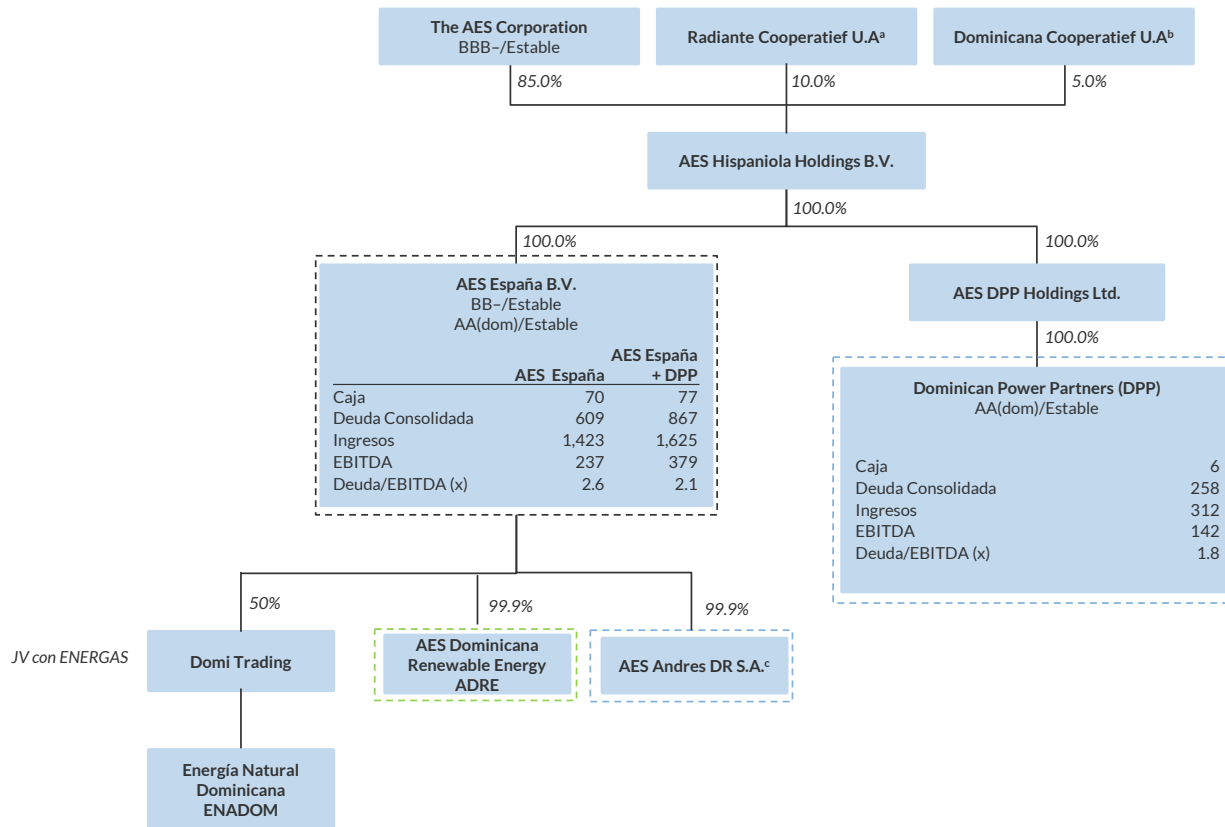 The AES Corporation
BBB–/Estable
Radiante Cooperatief U.Aᵃ
Dominicana Cooperatief U.Aᵇ
85.0%
10.0%
5.0%
AES Hispaniola Holdings B.V.
100.0%
100.0%
100.0%
AES España B.V.
BB–/Estable
AA(dom)/Estable
AES España
AES España + DPP
Caja 70 77
Deuda Consolidada 609 867
Ingresos 1,423 1,625
EBITDA 237 379
Deuda/EBITDA (x) 2.6 2.1
AES DPP Holdings Ltd.
100.0%
Dominican Power Partners (DPP)
AA(dom)/Estable
Caja 6
Deuda Consolidada 258
Ingresos 312
EBITDA 142
Deuda/EBITDA (x) 1.8
50%
99.9%
99.9%
JV con ENERGAS
Domi Trading
AES Dominicana
Renewable Energy
ADRE
AES Andres DR S.A.ᶜ
Energía Natural
Dominicana
ENADOM